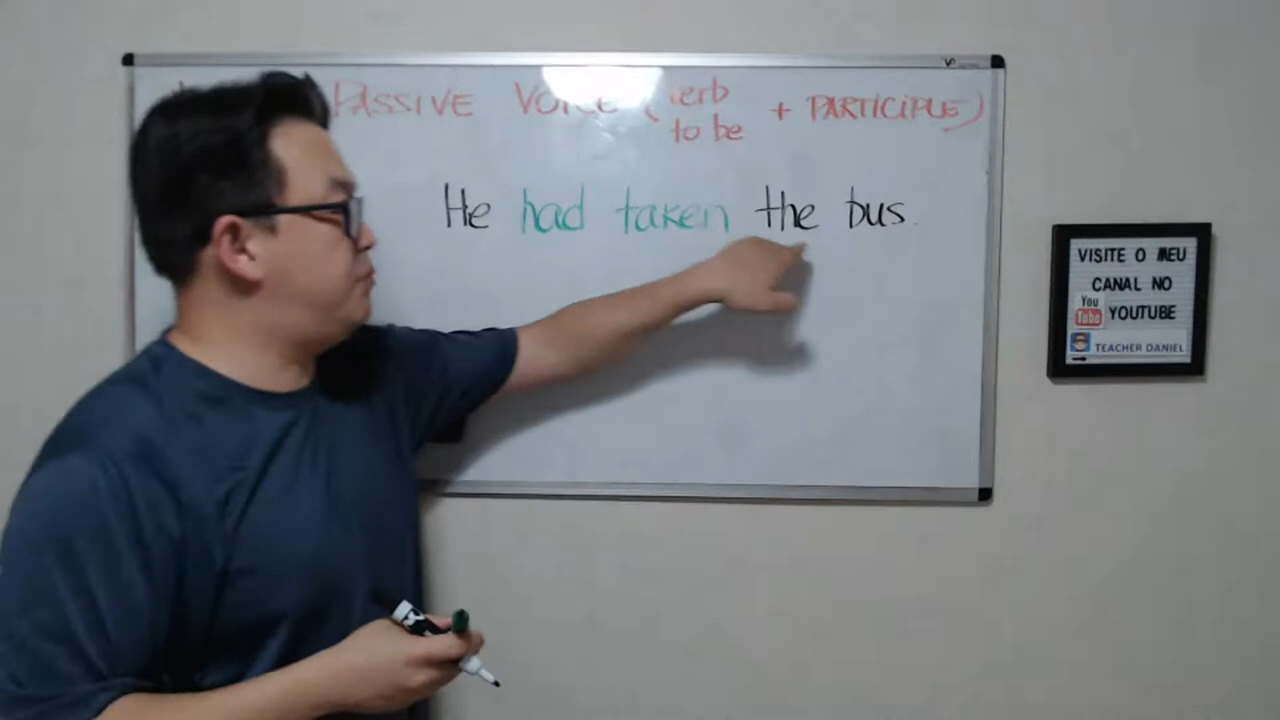 PASSIVE VOICE (verb to be + PARTICIPLE)
He had taken the bus.
VISITE O MEU
CANAL NO
You Tube YOUTUBE
TEACHER DANIEL